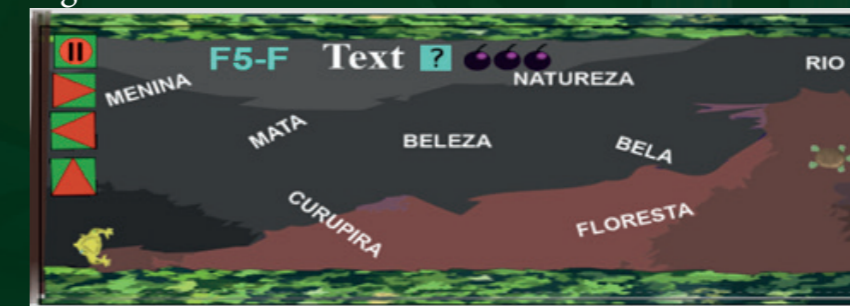 F5-F Text ?
NATUREZA
RIO
MENINA
MATA
BELEZA
BELA
CURUPIRA
FLORESTA